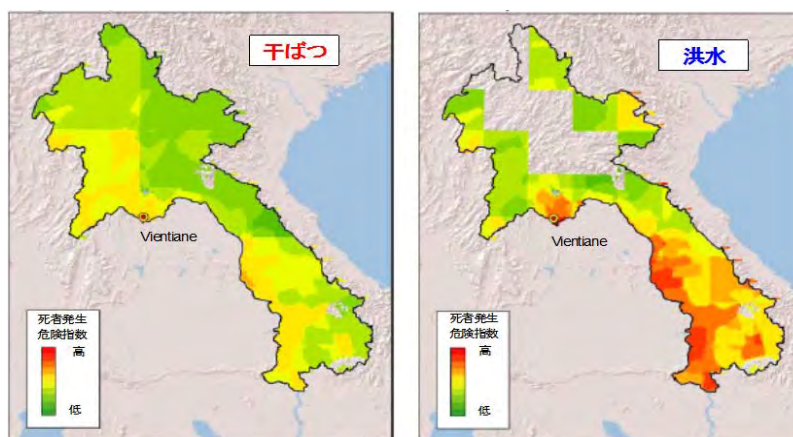 干ばつ
Vientiane
死者発生
危険指数
高
低
洪水
Vientiane
死者発生
危険指数
高
低